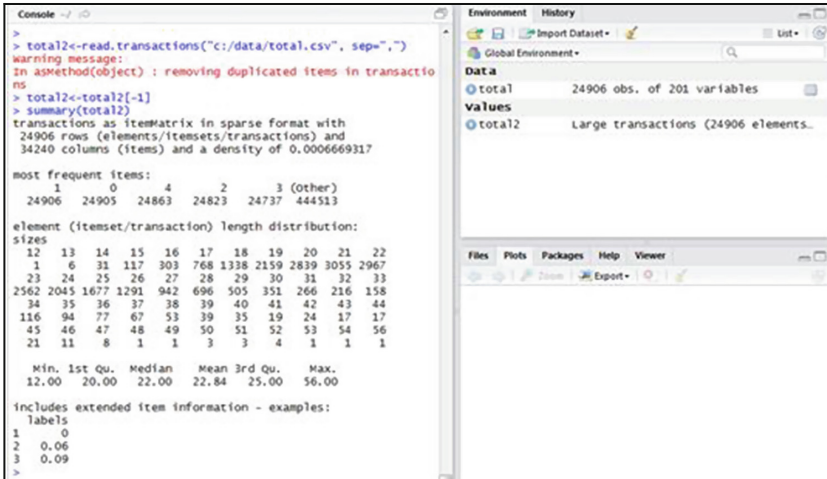 Console ~/
>
> total2<-read.transactions("c:/data/total.csv", sep=",")
Warning message:
In asMethod(object) : removing duplicated items in transactio
ns
> total2<-total2[-1]
> summary(total2)
transactions as itemMatrix in sparse format with
24906 rows (elements/itemsets/transactions) and
34240 columns (items) and a density of 0.0006669317
most frequent items:
1 0 4 2 3 (Other)
24906 24905 24863 24823 24737 444513
element (itemset/transaction) length distribution:
sizes
12 13 14 15 16 17 18 19 20 21 22
1 6 31 117 303 768 1338 2159 2839 3055 2967
23 24 25 26 27 28 29 30 31 32 33
2562 2045 1677 1291 942 696 505 351 266 216 158
34 35 36 37 38 39 40 41 42 43 44
116 94 77 67 53 39 35 19 24 17 17
45 46 47 48 49 50 51 52 53 54 56
21 11 8 1 1 3 3 4 1 1 1
Min. 1st Qu. Median Mean 3rd Qu. Max.
12.00 20.00 22.00 22.84 25.00 56.00
includes extended item information - examples:
labels
1 0
2 0.06
3 0.09
>
Environment History
Import Dataset List
Global Environment
Data
total 24906 obs. of 201 variables
Values
total2 Large transactions (24906 elements…
Files Plots Packages Help Viewer
Zoom Export